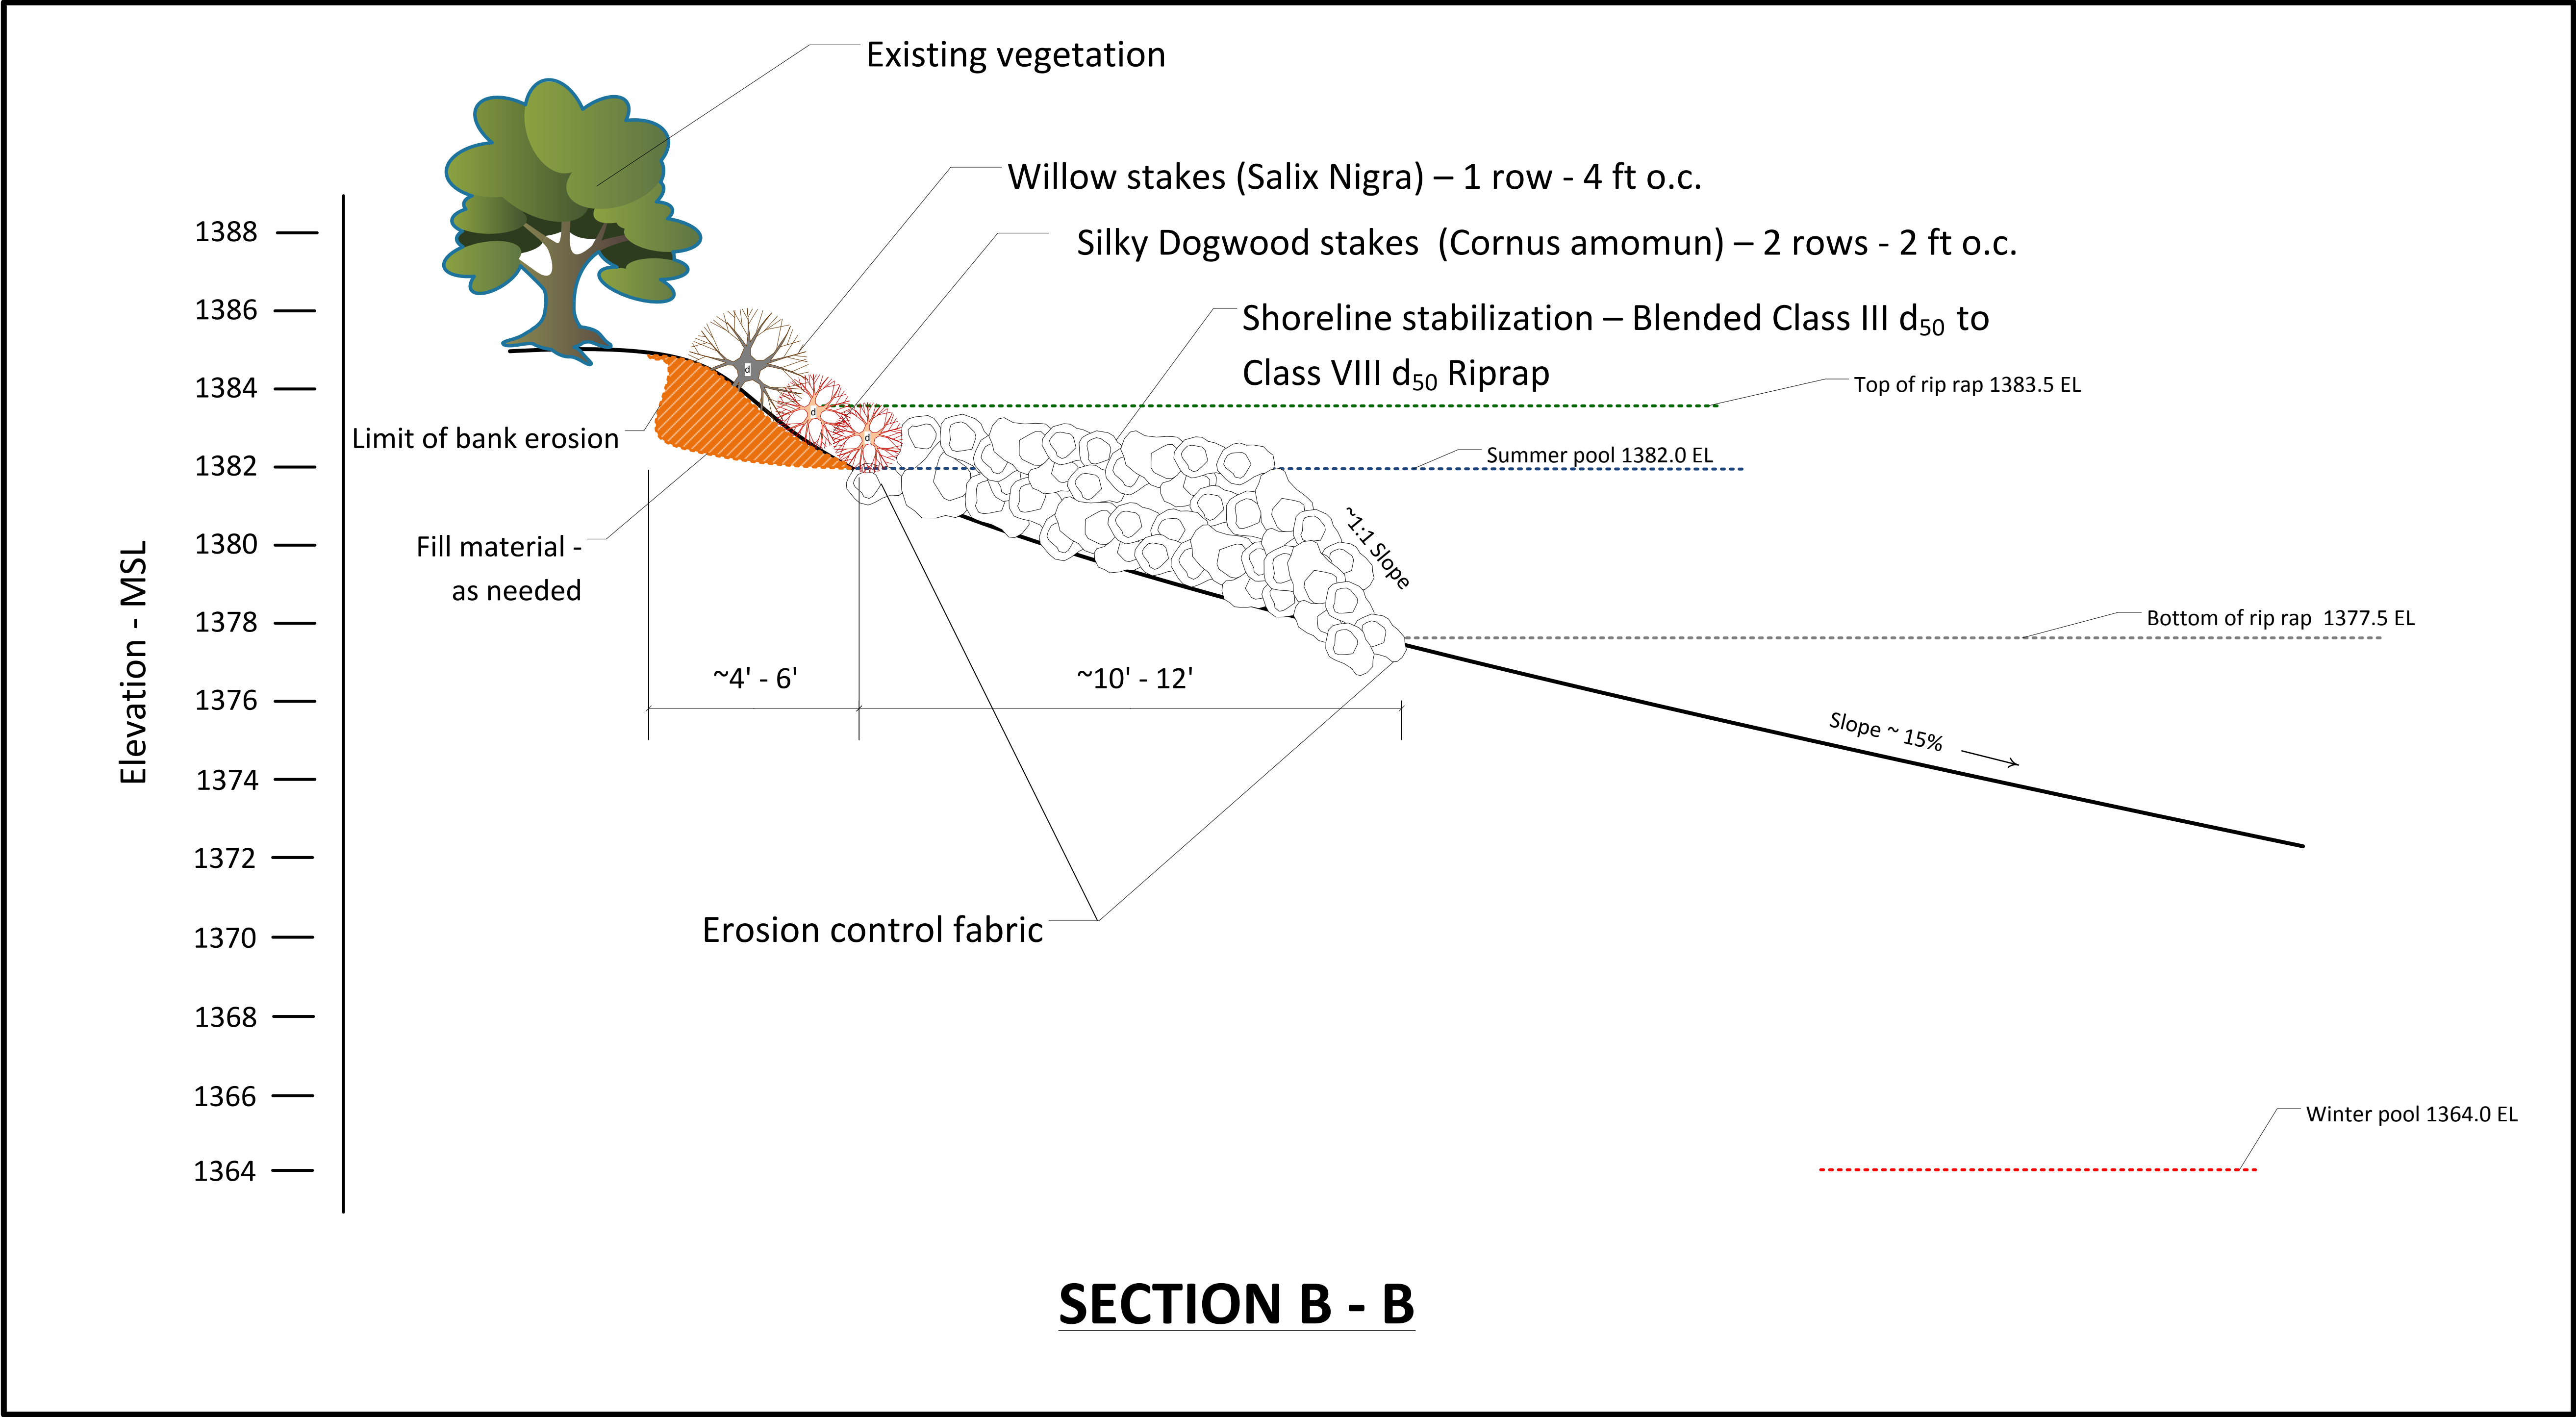 Existing vegetation
Willow stakes (Salix Nigra) – 1 row - 4 ft o.c.
Silky Dogwood stakes (Cornus amomun) – 2 rows - 2 ft o.c.
Shoreline stabilization – Blended Class III d50 to
Class VIII d50 Riprap
Top of rip rap 1383.5 EL
Limit of bank erosion
Summer pool 1382.0 EL
Fill material -
as needed
~1:1 Slope
Bottom of rip rap 1377.5 EL
~4' - 6'
~10' - 12'
Slope ~ 15%
Erosion control fabric
Winter pool 1364.0 EL
Elevation - MSL
1388
1386
1384
1382
1380
1378
1376
1374
1372
1370
1368
1366
1364
d
d
d
SECTION B - B